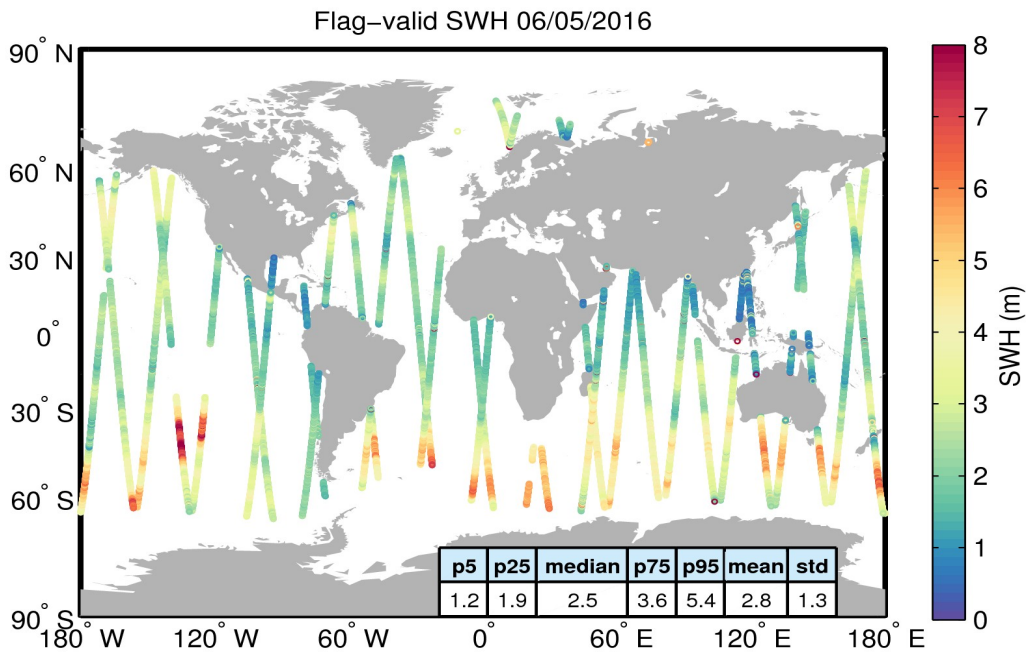 Flag−valid SWH 06/05/2016
90° N
60° N
30° N
0°
30° S
60° S
90° S
180° W
120° W
60° W
0°
60° E
120° E
180° E
p5 p25 median p75 p95 mean std
1.2 1.9 2.5 3.6 5.4 2.8 1.3
8
7
6
5
4
3
2
1
0
SWH (m)